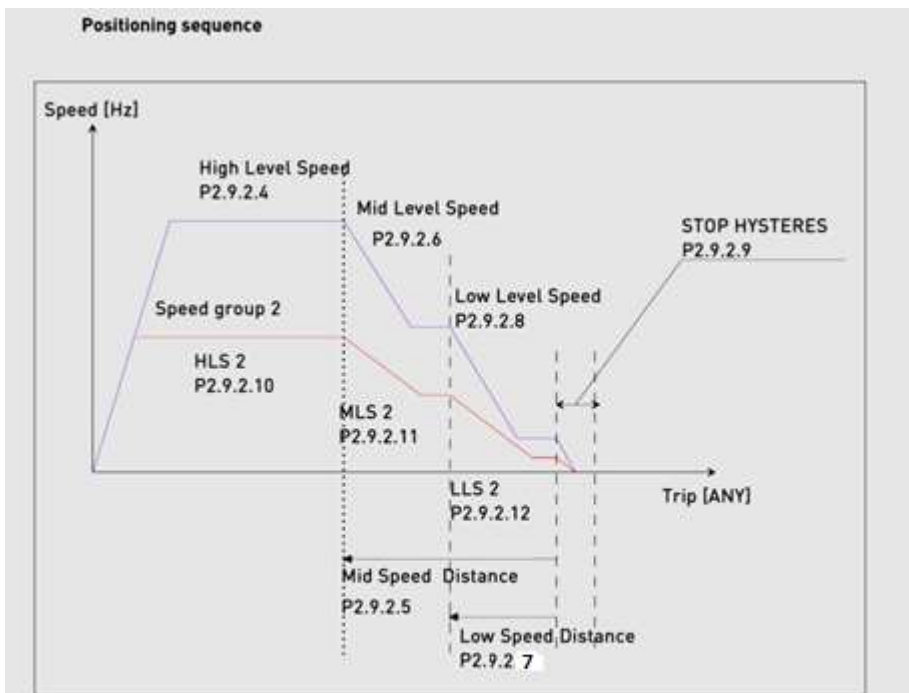 Positioning sequence
Speed [Hz]
High Level Speed
P2.9.2.4
Mid Level Speed
P2.9.2.6
STOP HYSTERES
P2.9.2.9
Low Level Speed
P2.9.2.8
Speed group 2
HLS 2
P2.9.2.10
MLS 2
P2.9.2.11
LLS 2
P2.9.2.12
Trip [ANY]
Mid Speed Distance
P2.9.2.5
Low Speed Distance
P2.9.2 7